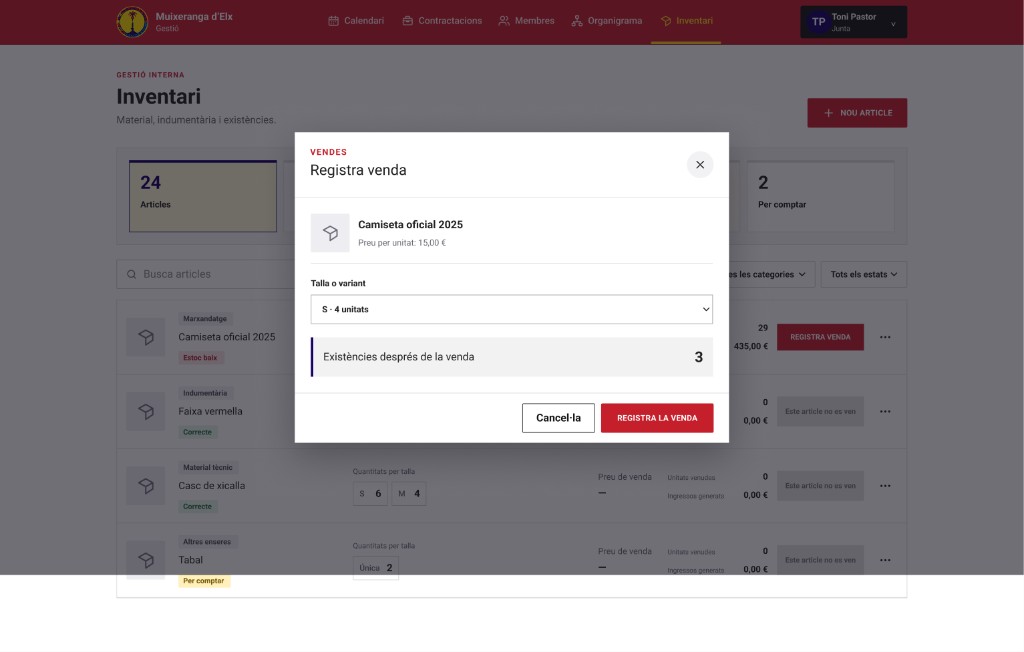 Muixeranga d'Elx
Gestió
Calendari
Contractacions
Membres
Organigrama
Inventari
TP
Toni Pastor
Junta
GESTIÓ INTERNA
Inventari
Material, indumentària i existències.
NOU ARTICLE
24
Articles
2
Per comptar
Busca articles
es les categories
Tots els estats
VENDES
Registra venda
Camiseta oficial 2025
Preu per unitat: 15,00 €
Talla o variant
S · 4 unitats
Existències després de la venda
3
Cancel·la
REGISTRA LA VENDA
Marxandatge
Camiseta oficial 2025
Estoc baix
29
435,00 €
REGISTRA VENDA
Indumentària
Faixa vermella
Correcte
0
0,00 €
Este article no es ven
Material tècnic
Casc de xicalla
Correcte
Quantitats per talla
S 6
M 4
Preu de venda
—
Unitats venudes
0
Ingressos generats
0,00 €
Este article no es ven
Altres enseres
Tabal
Per comptar
Quantitats per talla
Única 2
Preu de venda
—
Unitats venudes
0
Ingressos generats
0,00 €
Este article no es ven